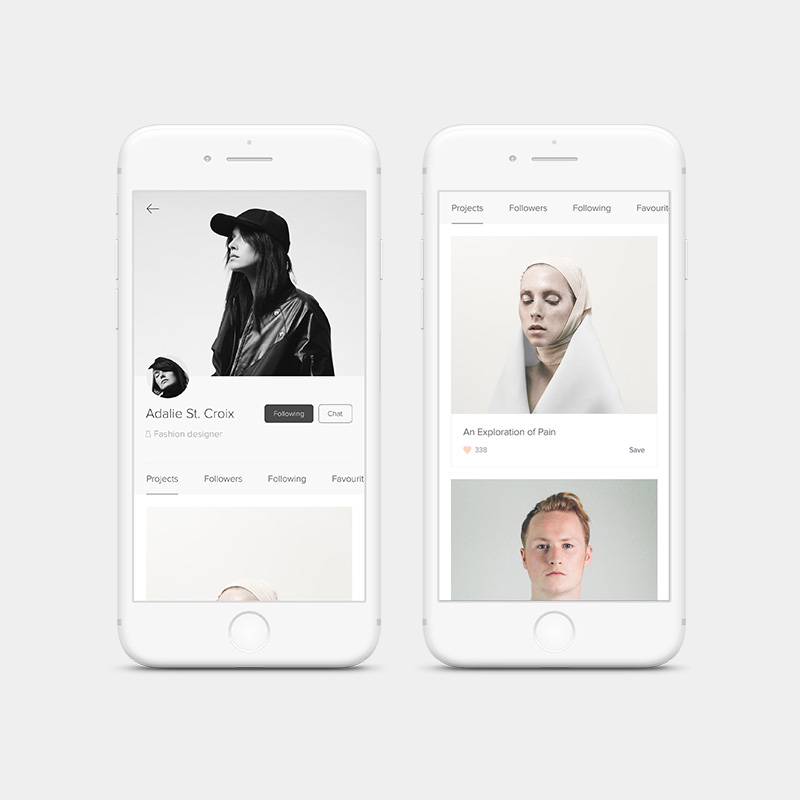 Adalie St. Croix
Following
Chat
Fashion designer
Projects
Followers
Following
Favourit
Projects
Followers
Following
Favourit
An Exploration of Pain
338
Save